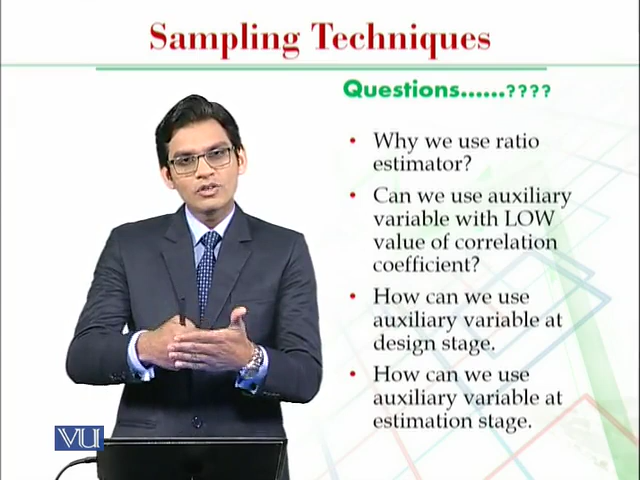 Sampling Techniques
Questions......????
• Why we use ratio
estimator?
• Can we use auxiliary
variable with LOW
value of correlation
coefficient?
• How can we use
auxiliary variable at
design stage.
• How can we use
auxiliary variable at
estimation stage.
VU